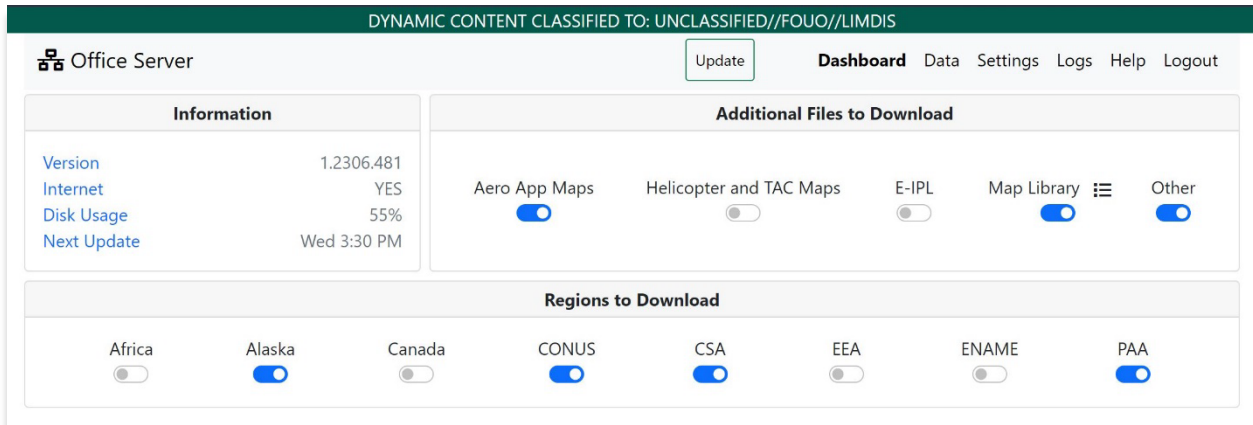 DYNAMIC CONTENT CLASSIFIED TO: UNCLASSIFIED//FOUO//LIMDIS
Office Server Update Dashboard Data Settings Logs Help Logout
Information
Version 1.2306.481
Internet YES
Disk Usage 55%
Next Update Wed 3:30 PM
Additional Files to Download
Aero App Maps Helicopter and TAC Maps E-IPL Map Library Other
Regions to Download
Africa Alaska Canada CONUS CSA EEA ENAME PAA